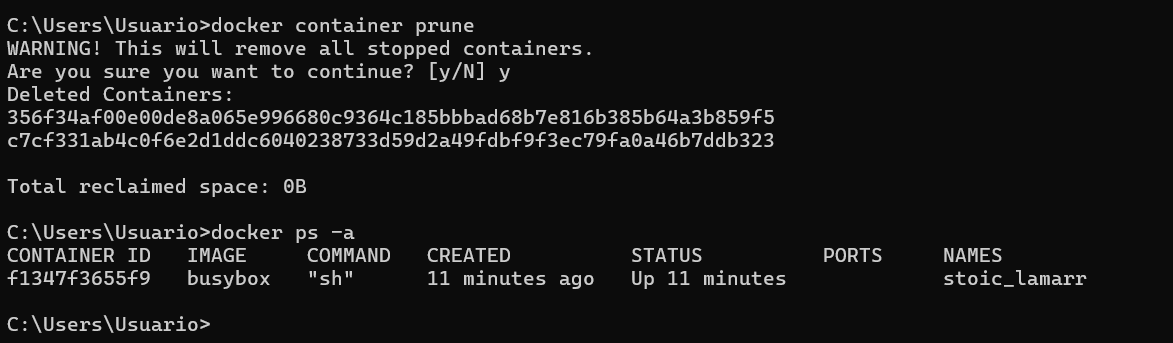 C:\Users\Usuario>docker container prune
WARNING! This will remove all stopped containers.
Are you sure you want to continue? [y/N] y
Deleted Containers:
356f34af00e00de8a065e996680c9364c185bbbad68b7e816b385b64a3b859f5
c7cf331ab4c0f6e2d1ddc6040238733d59d2a49fdbf9f3ec79fa0a46b7ddb323
Total reclaimed space: 0B
C:\Users\Usuario>docker ps -a
CONTAINER ID   IMAGE     COMMAND   CREATED          STATUS          PORTS     NAMES
f1347f3655f9   busybox   "sh"      11 minutes ago   Up 11 minutes             stoic_lamarr
C:\Users\Usuario>